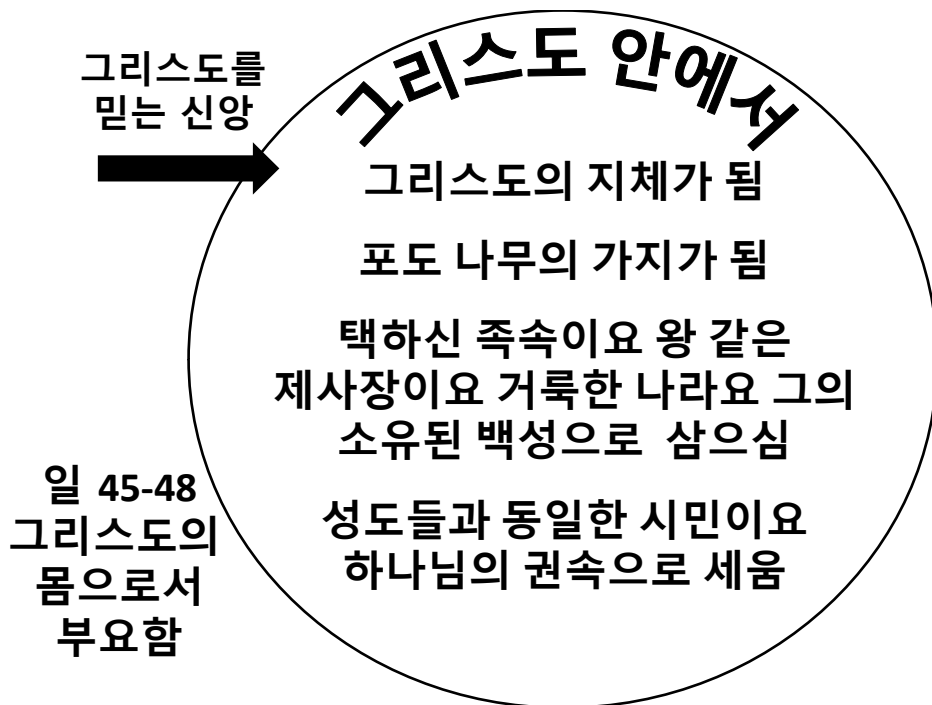 그리스도를
믿는 신앙
그리스도 안에서
그리스도의 지체가 됨
포도 나무의 가지가 됨
택하신 족속이요 왕 같은
제사장이요 거룩한 나라요 그의
소유된 백성으로 삼으심
성도들과 동일한 시민이요
하나님의 권속으로 세움
일 45-48
그리스도의
몸으로서
부요함